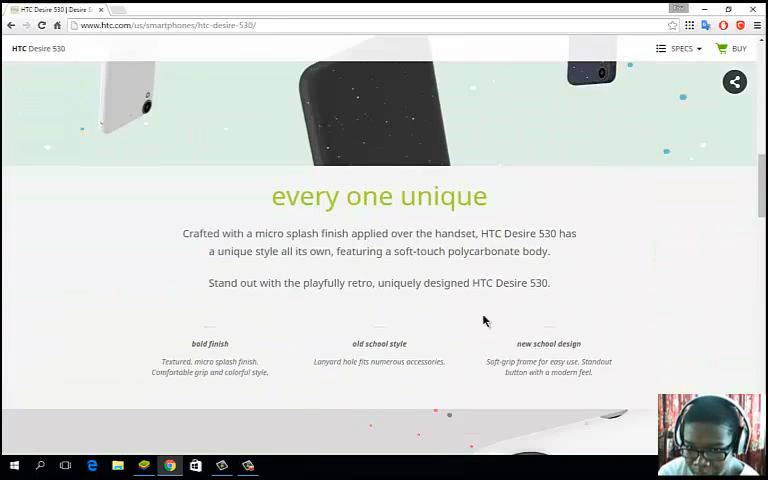 HTC Desire 530 | Desire S
www.htc.com/us/smartphones/htc-desire-530/
HTC Desire 530
SPECS
BUY
every one unique
Crafted with a micro splash finish applied over the handset, HTC Desire 530 has
a unique style all its own, featuring a soft-touch polycarbonate body.
Stand out with the playfully retro, uniquely designed HTC Desire 530.
bold finish
Textured, micro splash finish.
Comfortable grip and colorful style.
old school style
Lanyard hole fits numerous accessories.
new school design
Soft-grip frame for easy use. Standout
button with a modern feel.